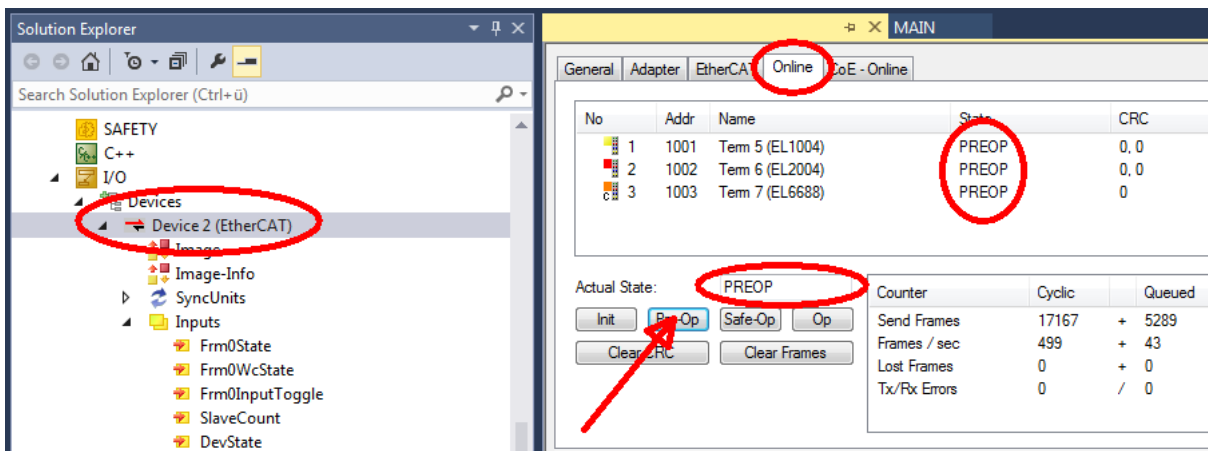 Solution Explorer
Search Solution Explorer (Ctrl+ü)
SAFETY
C++
I/O
Devices
Device 2 (EtherCAT)
Image
Image-Info
SyncUnits
Inputs
Frm0State
Frm0WcState
Frm0InputToggle
SlaveCount
DevState
MAIN
General Adapter EtherCAT Online CoE - Online
No Addr Name State CRC
1 1001 Term 5 (EL1004) PREOP 0, 0
2 1002 Term 6 (EL2004) PREOP 0, 0
c 3 1003 Term 7 (EL6688) PREOP 0
Actual State: PREOP
Init Pre-Op Safe-Op Op
Clear CRC Clear Frames
Counter Cyclic Queued
Send Frames 17167 + 5289
Frames / sec 499 + 43
Lost Frames 0 + 0
Tx/Rx Errors 0 / 0